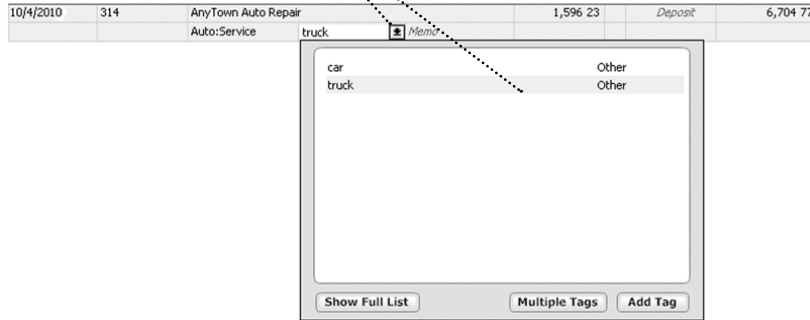 10/4/2010 314 AnyTown Auto Repair 1,596 23 Deposit 6,704 77
Auto:Service truck Memo
car Other
truck Other
Show Full List Multiple Tags Add Tag